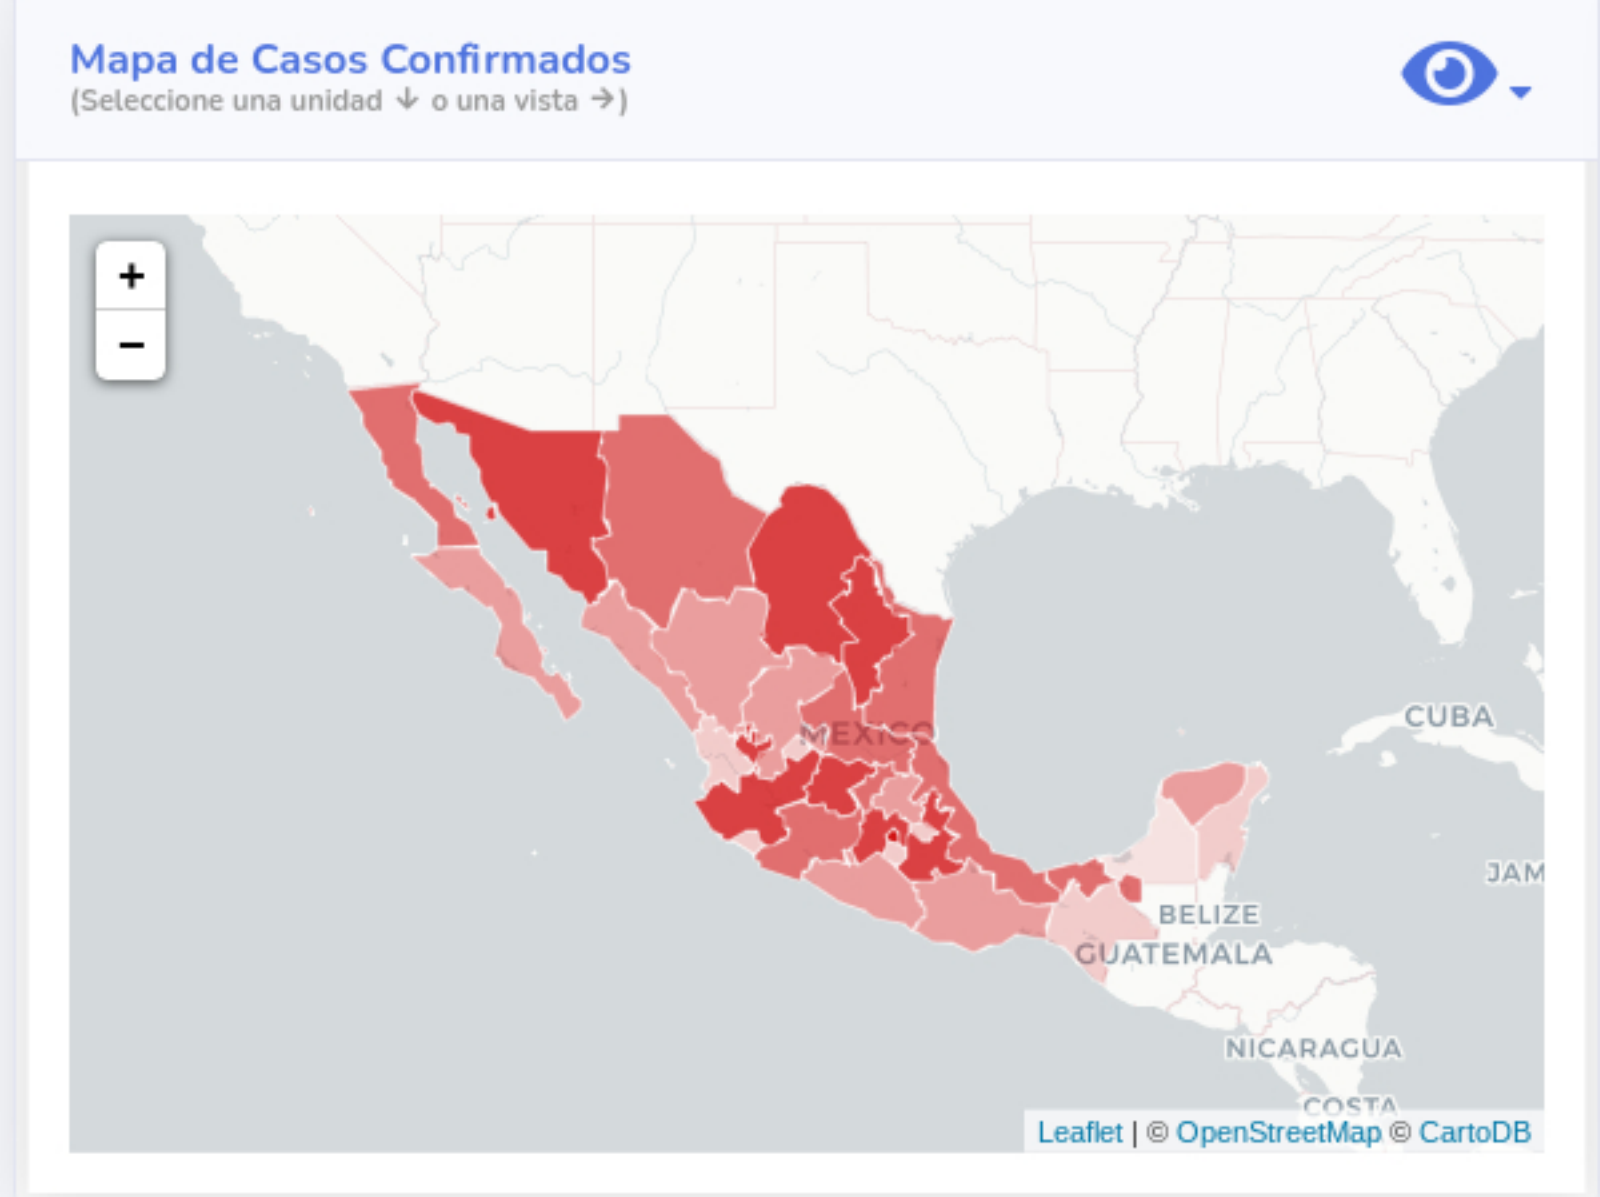 Mapa de Casos Confirmados
(Seleccione una unidad ↓ o una vista →)
+
−
MEXICO
CUBA
JAM
BELIZE
GUATEMALA
NICARAGUA
COSTA
Leaflet | © OpenStreetMap © CartoDB